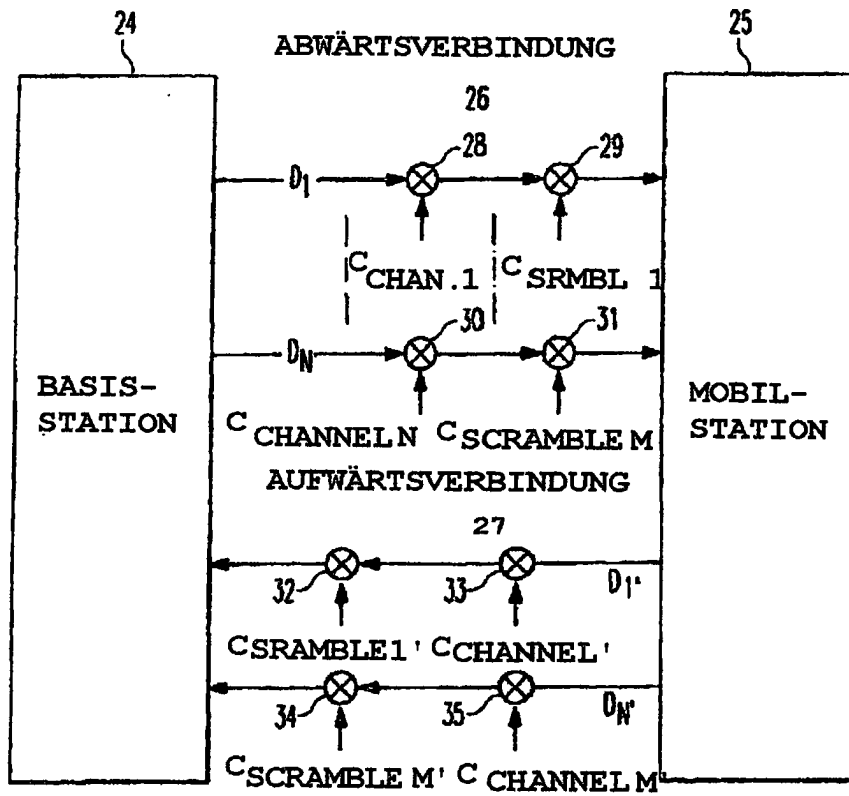 24
ABWÄRTSVERBINDUNG
25
26
28
29
D1
CCHAN.1
CSRMBL 1
30
31
DN
BASIS-
STATION
MOBIL-
STATION
CCHANNEL N
CSCRAMBLE M
AUFWÄRTSVERBINDUNG
27
32
33
D1'
CSRAMBLE1'
CCHANNEL'
34
35
DN'
CSCRAMBLE M'
CCHANNEL M